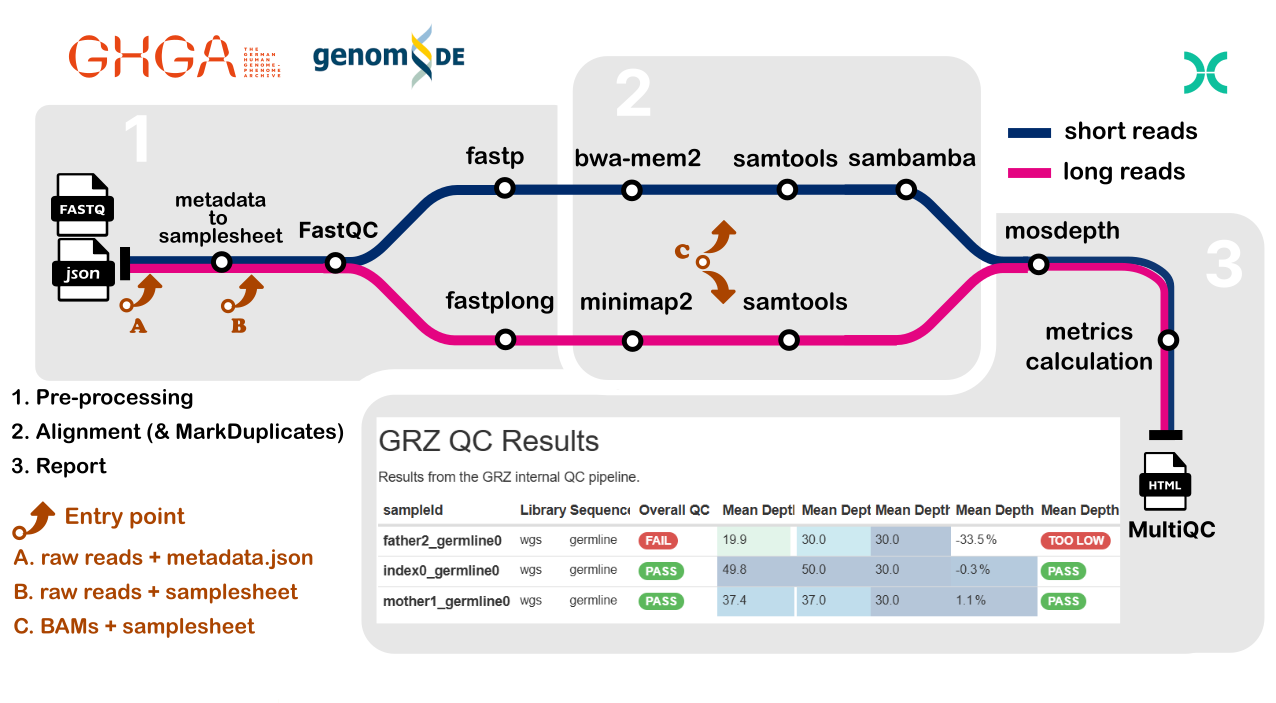 GHGA
THE
GERMAN
HUMAN
GENOME-
PHENOME
ARCHIVE
genomDE
1
2
short reads
long reads
fastp
bwa-mem2
samtools
sambamba
FASTQ
json
metadata
to
samplesheet
FastQC
A
B
C
fastplong
minimap2
samtools
mosdepth
3
metrics
calculation
HTML
MultiQC
1. Pre-processing
2. Alignment (& MarkDuplicates)
3. Report
Entry point
A. raw reads + metadata.json
B. raw reads + samplesheet
C. BAMs + samplesheet
GRZ QC Results
Results from the GRZ internal QC pipeline.
sampleId Library Sequence Overall QC Mean Dept Mean Dept Mean Depth Mean Depth Mean Depth
father2_germline0 wgs germline FAIL 19.9 30.0 30.0 -33.5 % TOO LOW
index0_germline0 wgs germline PASS 49.8 50.0 30.0 -0.3 % PASS
mother1_germline0 wgs germline PASS 37.4 37.0 30.0 1.1 % PASS